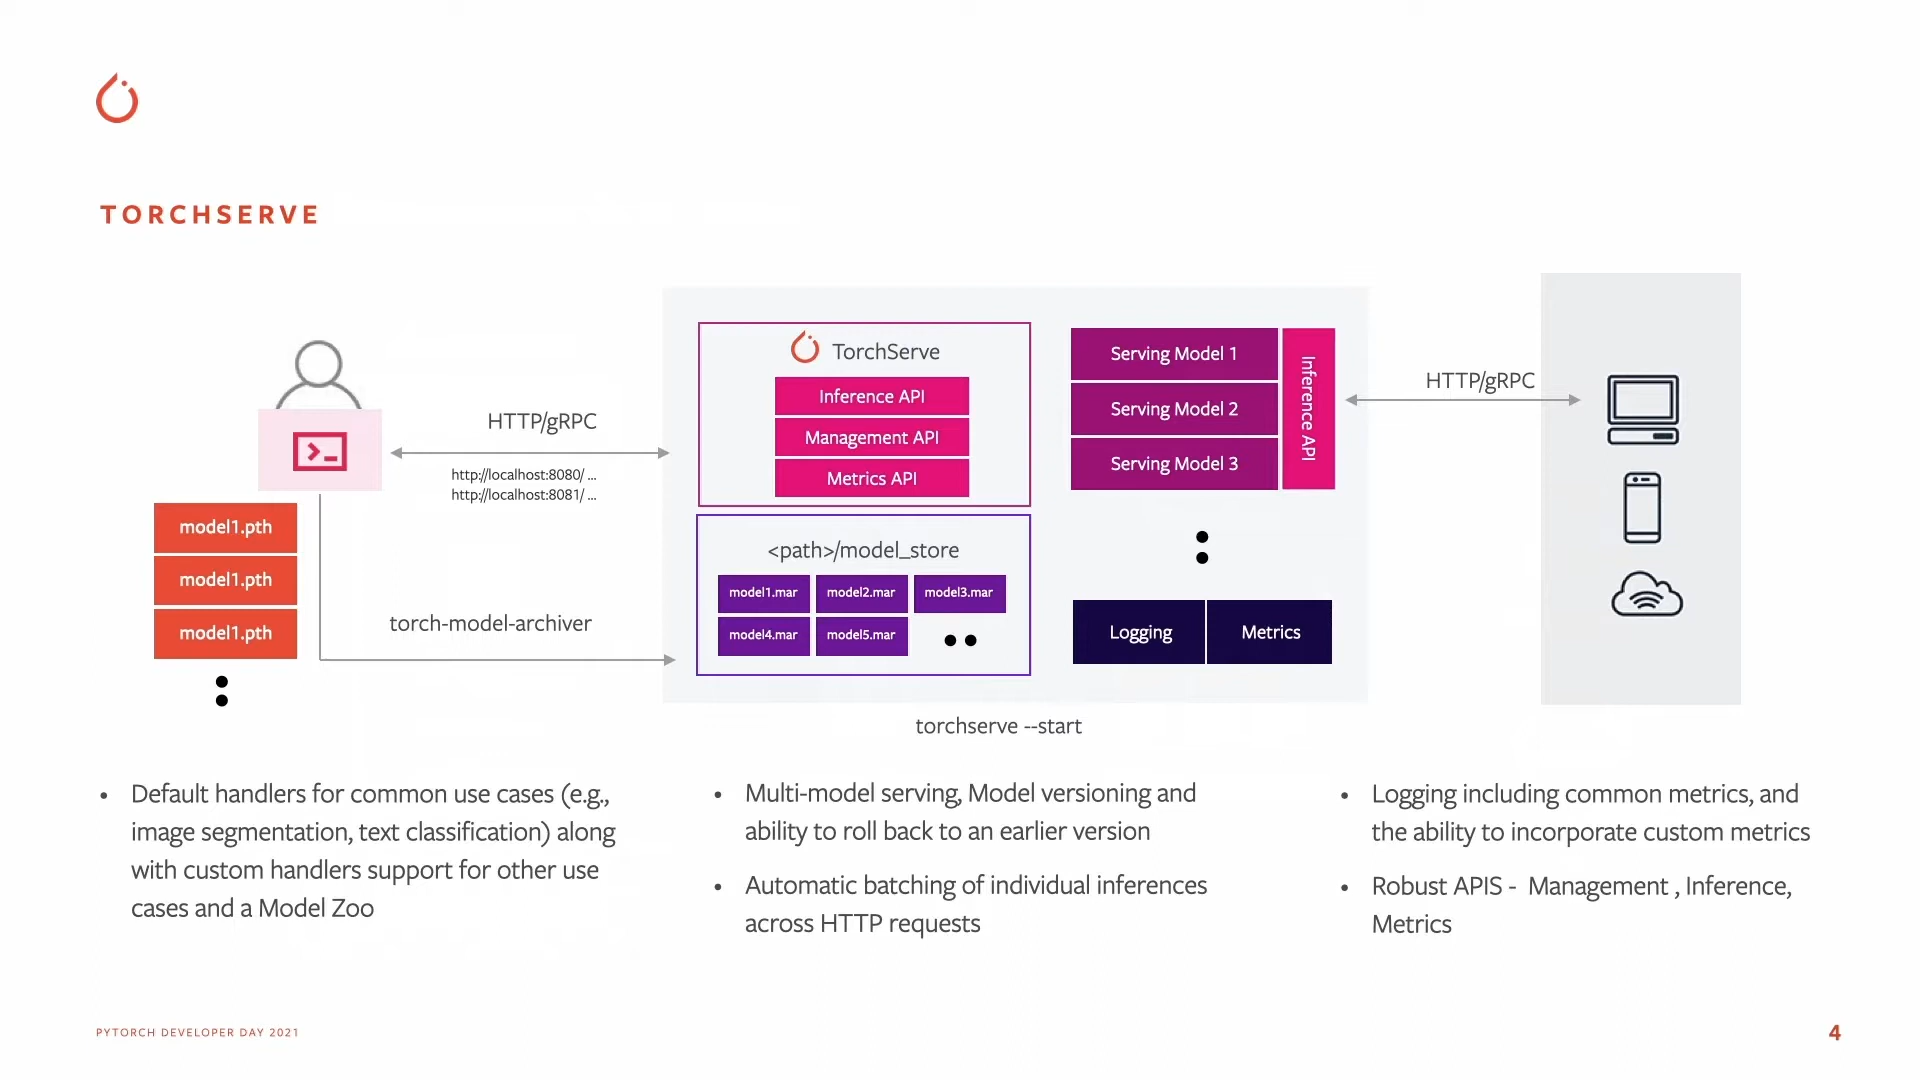 TORCHSERVE
HTTP/gRPC
http://localhost:8080/ ...
http://localhost:8081/ ...
model1.pth
model1.pth
model1.pth
torch-model-archiver
TorchServe
Inference API
Management API
Metrics API
<path>/model_store
model1.mar
model2.mar
model3.mar
model4.mar
model5.mar
Serving Model 1
Serving Model 2
Serving Model 3
Inference API
Logging
Metrics
HTTP/gRPC
torchserve --start
• Default handlers for common use cases (e.g.,
image segmentation, text classification) along
with custom handlers support for other use
cases and a Model Zoo
• Multi-model serving, Model versioning and
ability to roll back to an earlier version
• Automatic batching of individual inferences
across HTTP requests
• Logging including common metrics, and
the ability to incorporate custom metrics
• Robust APIS -  Management , Inference,
Metrics
PYTORCH DEVELOPER DAY 2021
4